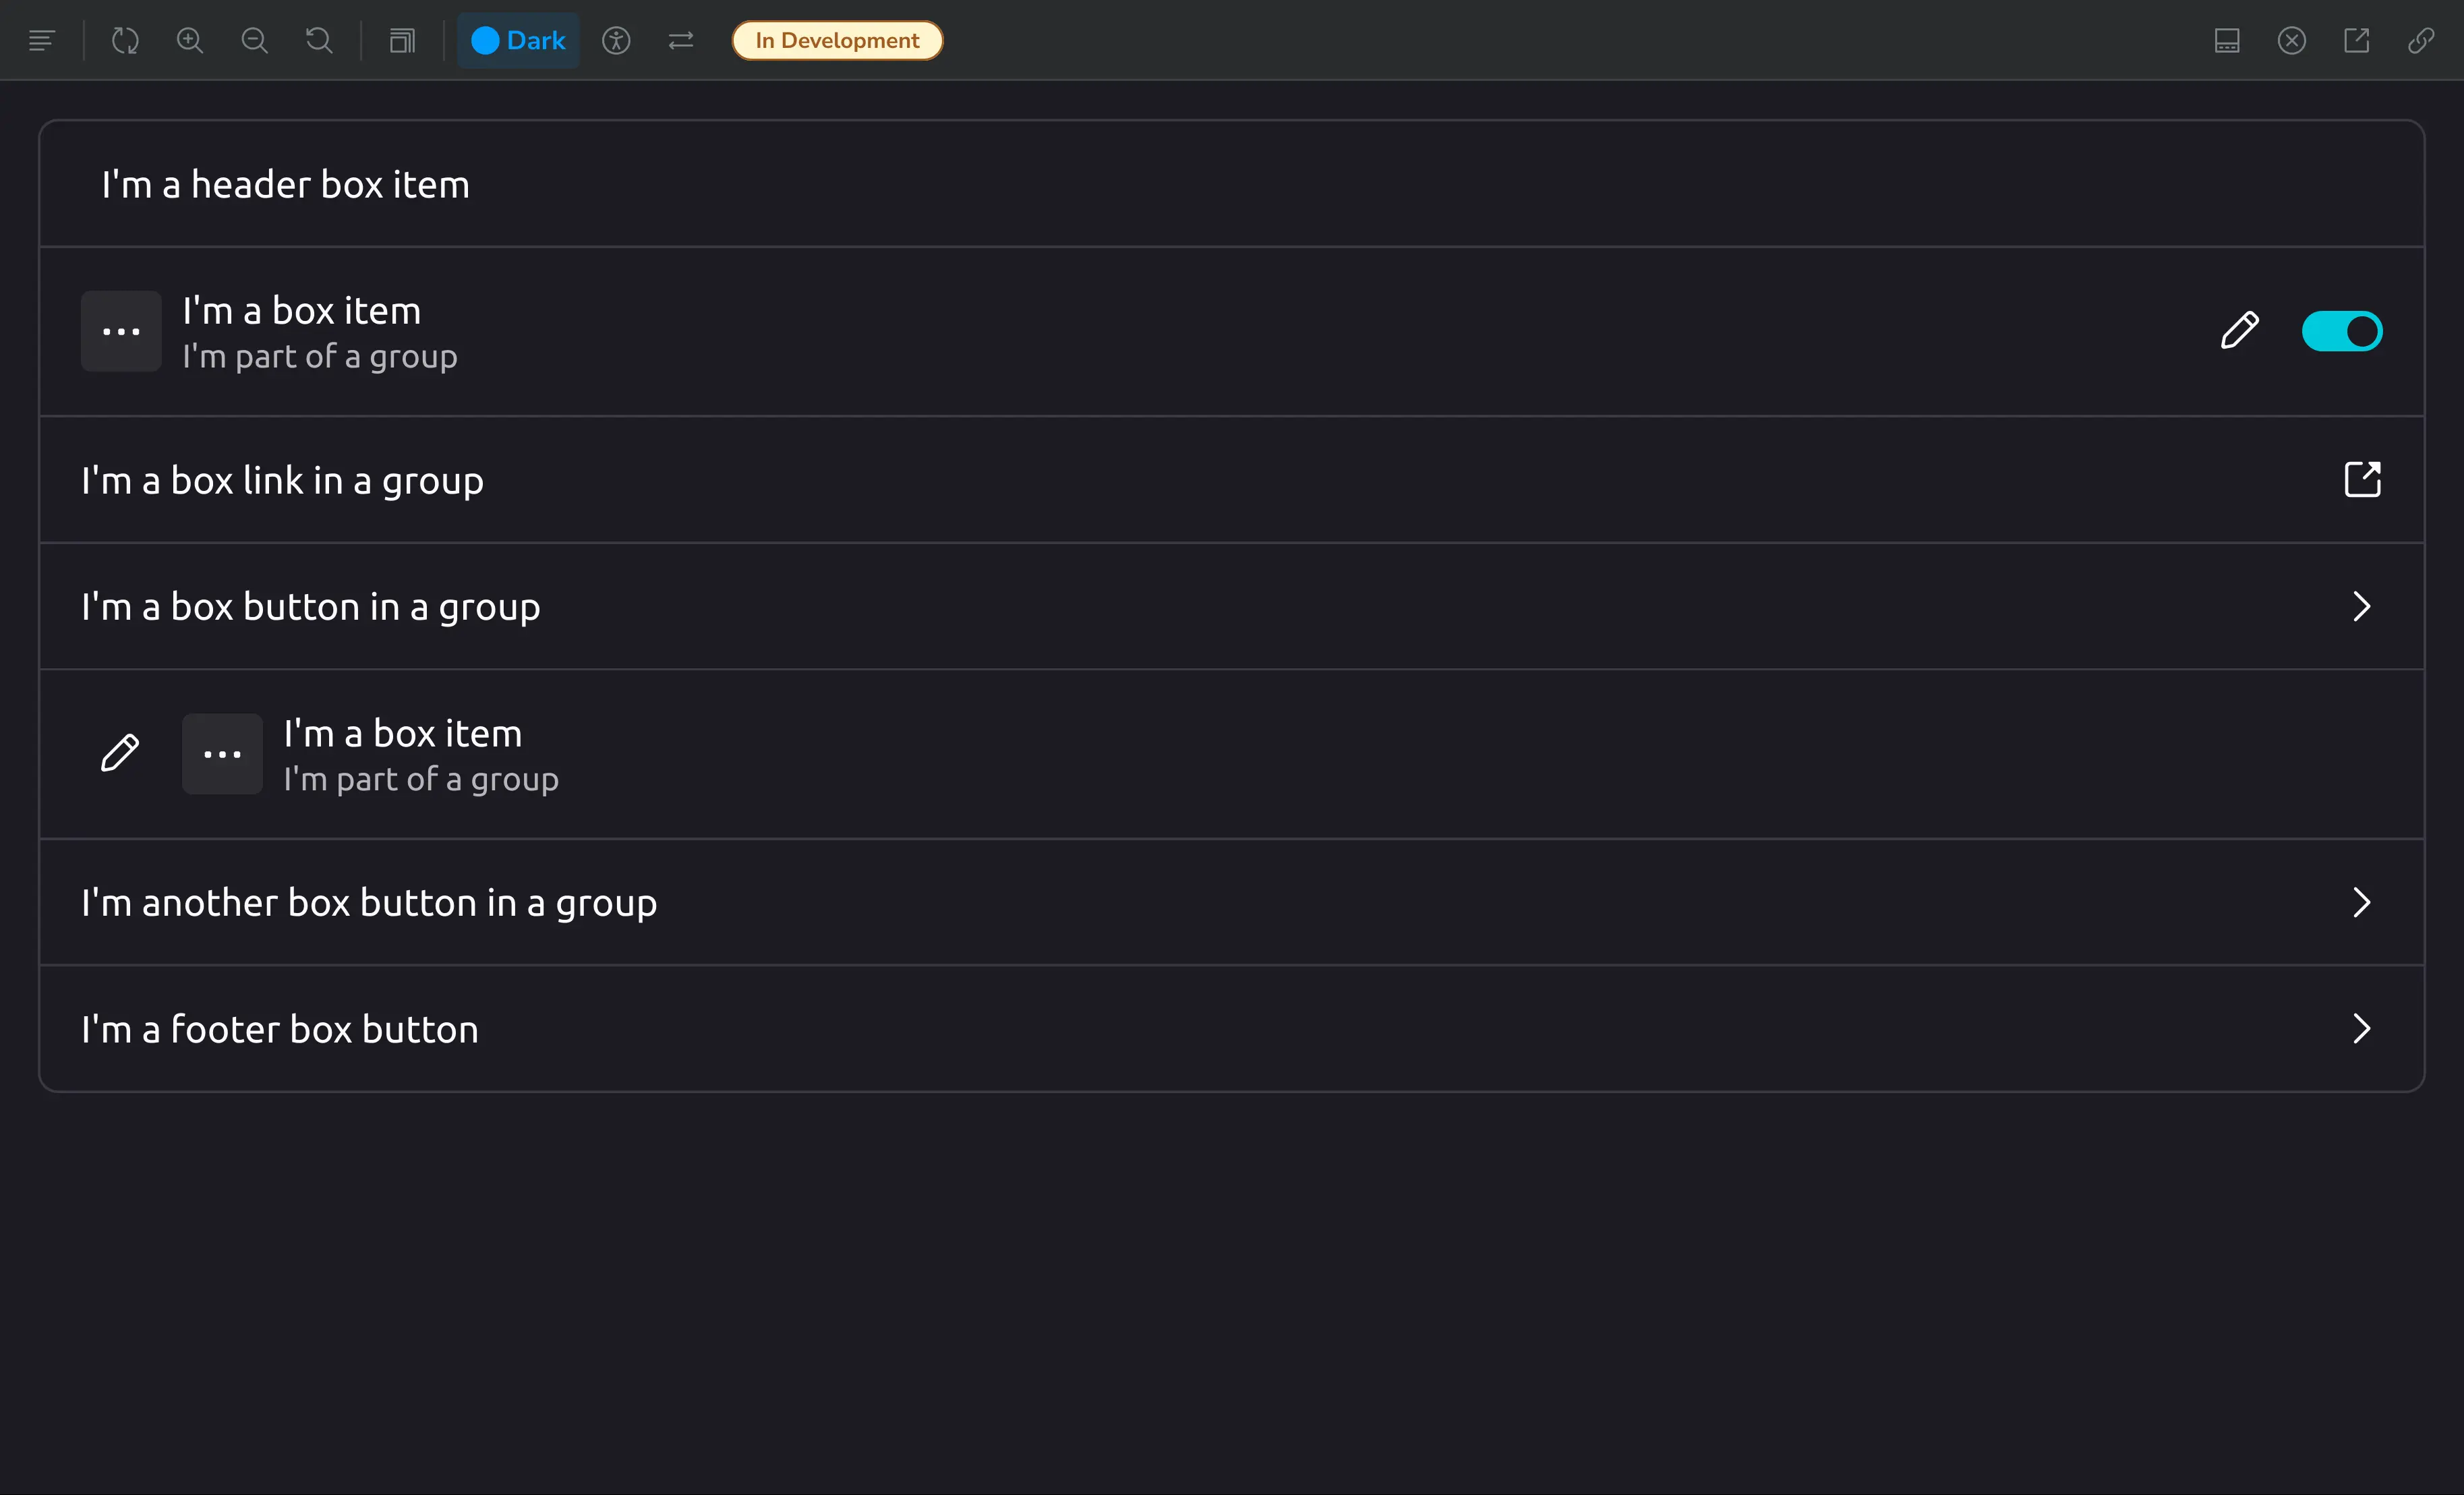 Dark
In Development
I'm a header box item
I'm a box item
I'm part of a group
I'm a box link in a group
I'm a box button in a group
I'm a box item
I'm part of a group
I'm another box button in a group
I'm a footer box button